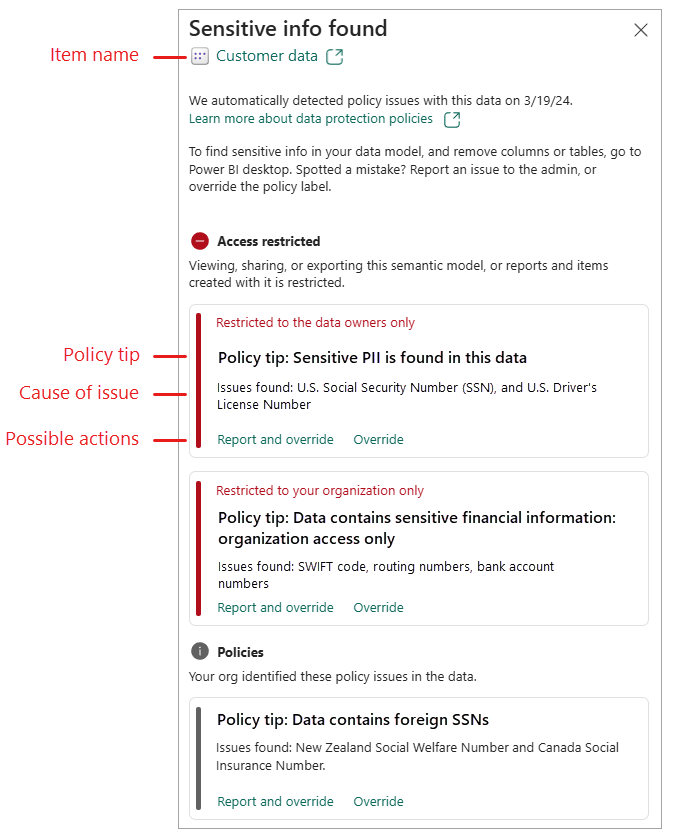 Sensitive info found
Item name
Customer data
We automatically detected policy issues with this data on 3/19/24.
Learn more about data protection policies
To find sensitive info in your data model, and remove columns or tables, go to
Power BI desktop. Spotted a mistake? Report an issue to the admin, or
override the policy label.
Access restricted
Viewing, sharing, or exporting this semantic model, or reports and items
created with it is restricted.
Restricted to the data owners only
Policy tip
Policy tip: Sensitive PII is found in this data
Cause of issue
Issues found: U.S. Social Security Number (SSN), and U.S. Driver's
License Number
Possible actions
Report and override Override
Restricted to your organization only
Policy tip: Data contains sensitive financial information:
organization access only
Issues found: SWIFT code, routing numbers, bank account
numbers
Report and override Override
Policies
Your org identified these policy issues in the data.
Policy tip: Data contains foreign SSNs
Issues found: New Zealand Social Welfare Number and Canada Social
Insurance Number.
Report and override Override